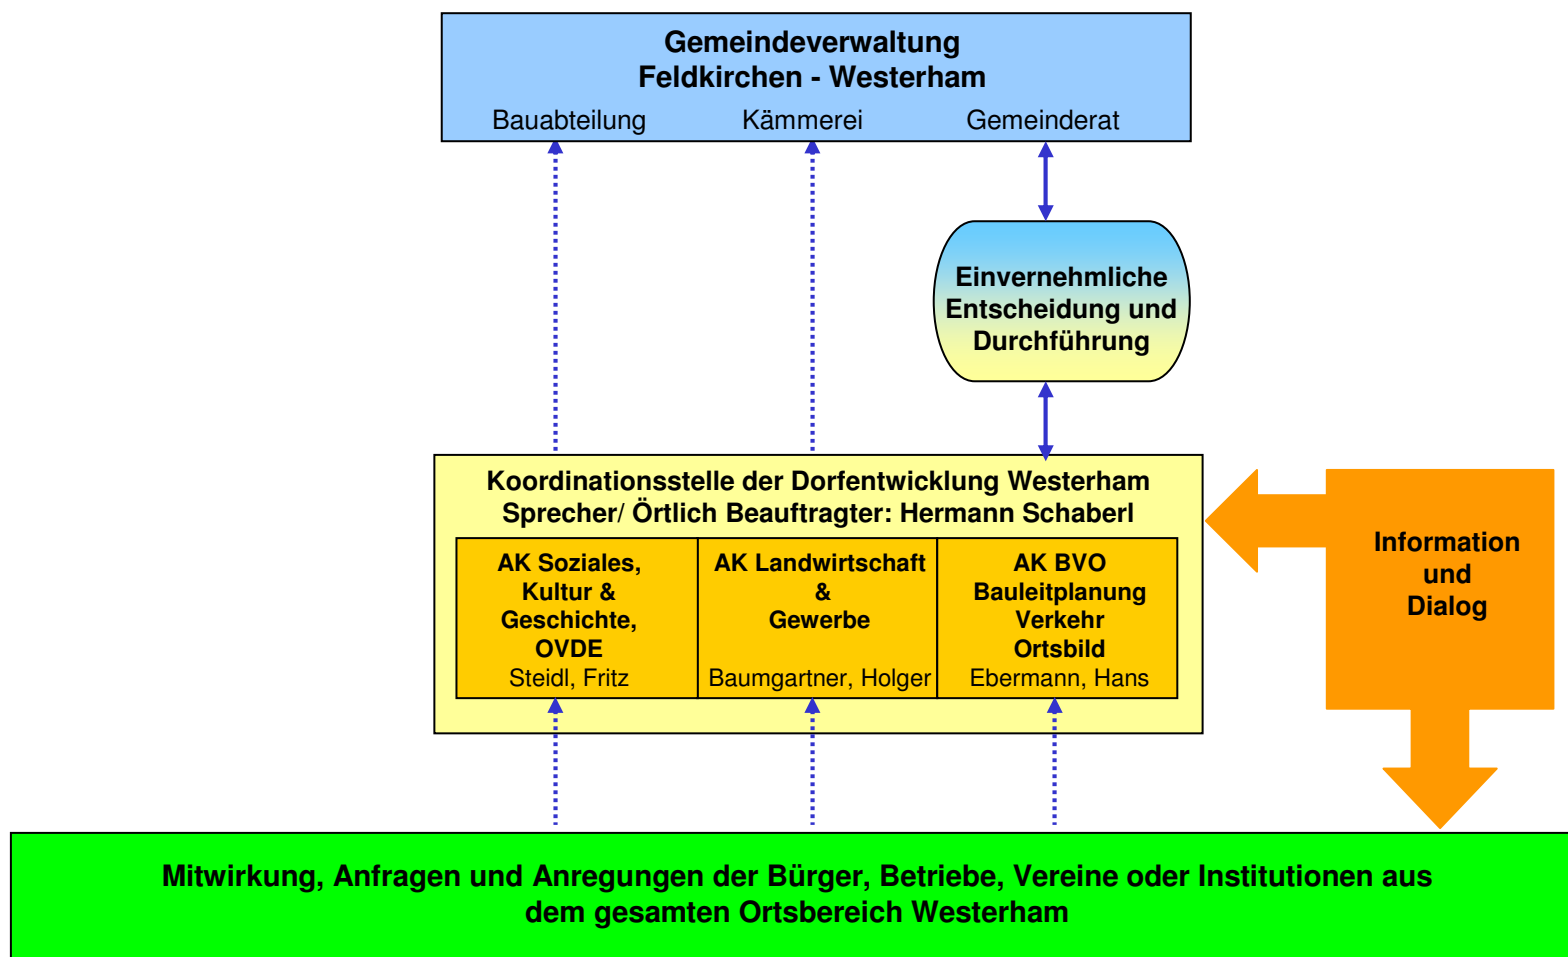 Gemeindeverwaltung
Feldkirchen - Westerham
Bauabteilung Kämmerei Gemeinderat
Einvernehmliche
Entscheidung und
Durchführung
Koordinationsstelle der Dorfentwicklung Westerham
Sprecher/ Örtlich Beauftragter: Hermann Schaberl
AK Soziales,
Kultur &
Geschichte,
OVDE
Steidl, Fritz
AK Landwirtschaft
&
Gewerbe
Baumgartner, Holger
AK BVO
Bauleitplanung
Verkehr
Ortsbild
Ebermann, Hans
Information
und
Dialog
Mitwirkung, Anfragen und Anregungen der Bürger, Betriebe, Vereine oder Institutionen aus
dem gesamten Ortsbereich Westerham